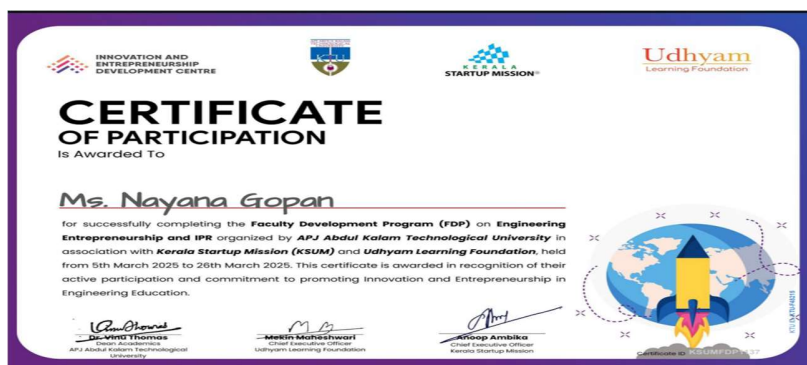 INNOVATION AND
ENTREPRENEURSHIP
DEVELOPMENT CENTRE
KERALA
STARTUP MISSION
Udhyam
Learning Foundation
CERTIFICATE
OF PARTICIPATION
Is Awarded To
Ms. Nayana Gopan
for successfully completing the Faculty Development Program (FDP) on Engineering
Entrepreneurship and IPR organized by APJ Abdul Kalam Technological University in
association with Kerala Startup Mission (KSUM) and Udhyam Learning Foundation, held
from 5th March 2025 to 26th March 2025. This certificate is awarded in recognition of their
active participation and commitment to promoting Innovation and Entrepreneurship in
Engineering Education.
Dr. Vinu Thomas
Dean Academics
APJ Abdul Kalam Technological
University
Mekin Maheshwari
Chief Executive Officer
Udhyam Learning Foundation
Anoop Ambika
Chief Executive Officer
Kerala Startup Mission
Certificate ID